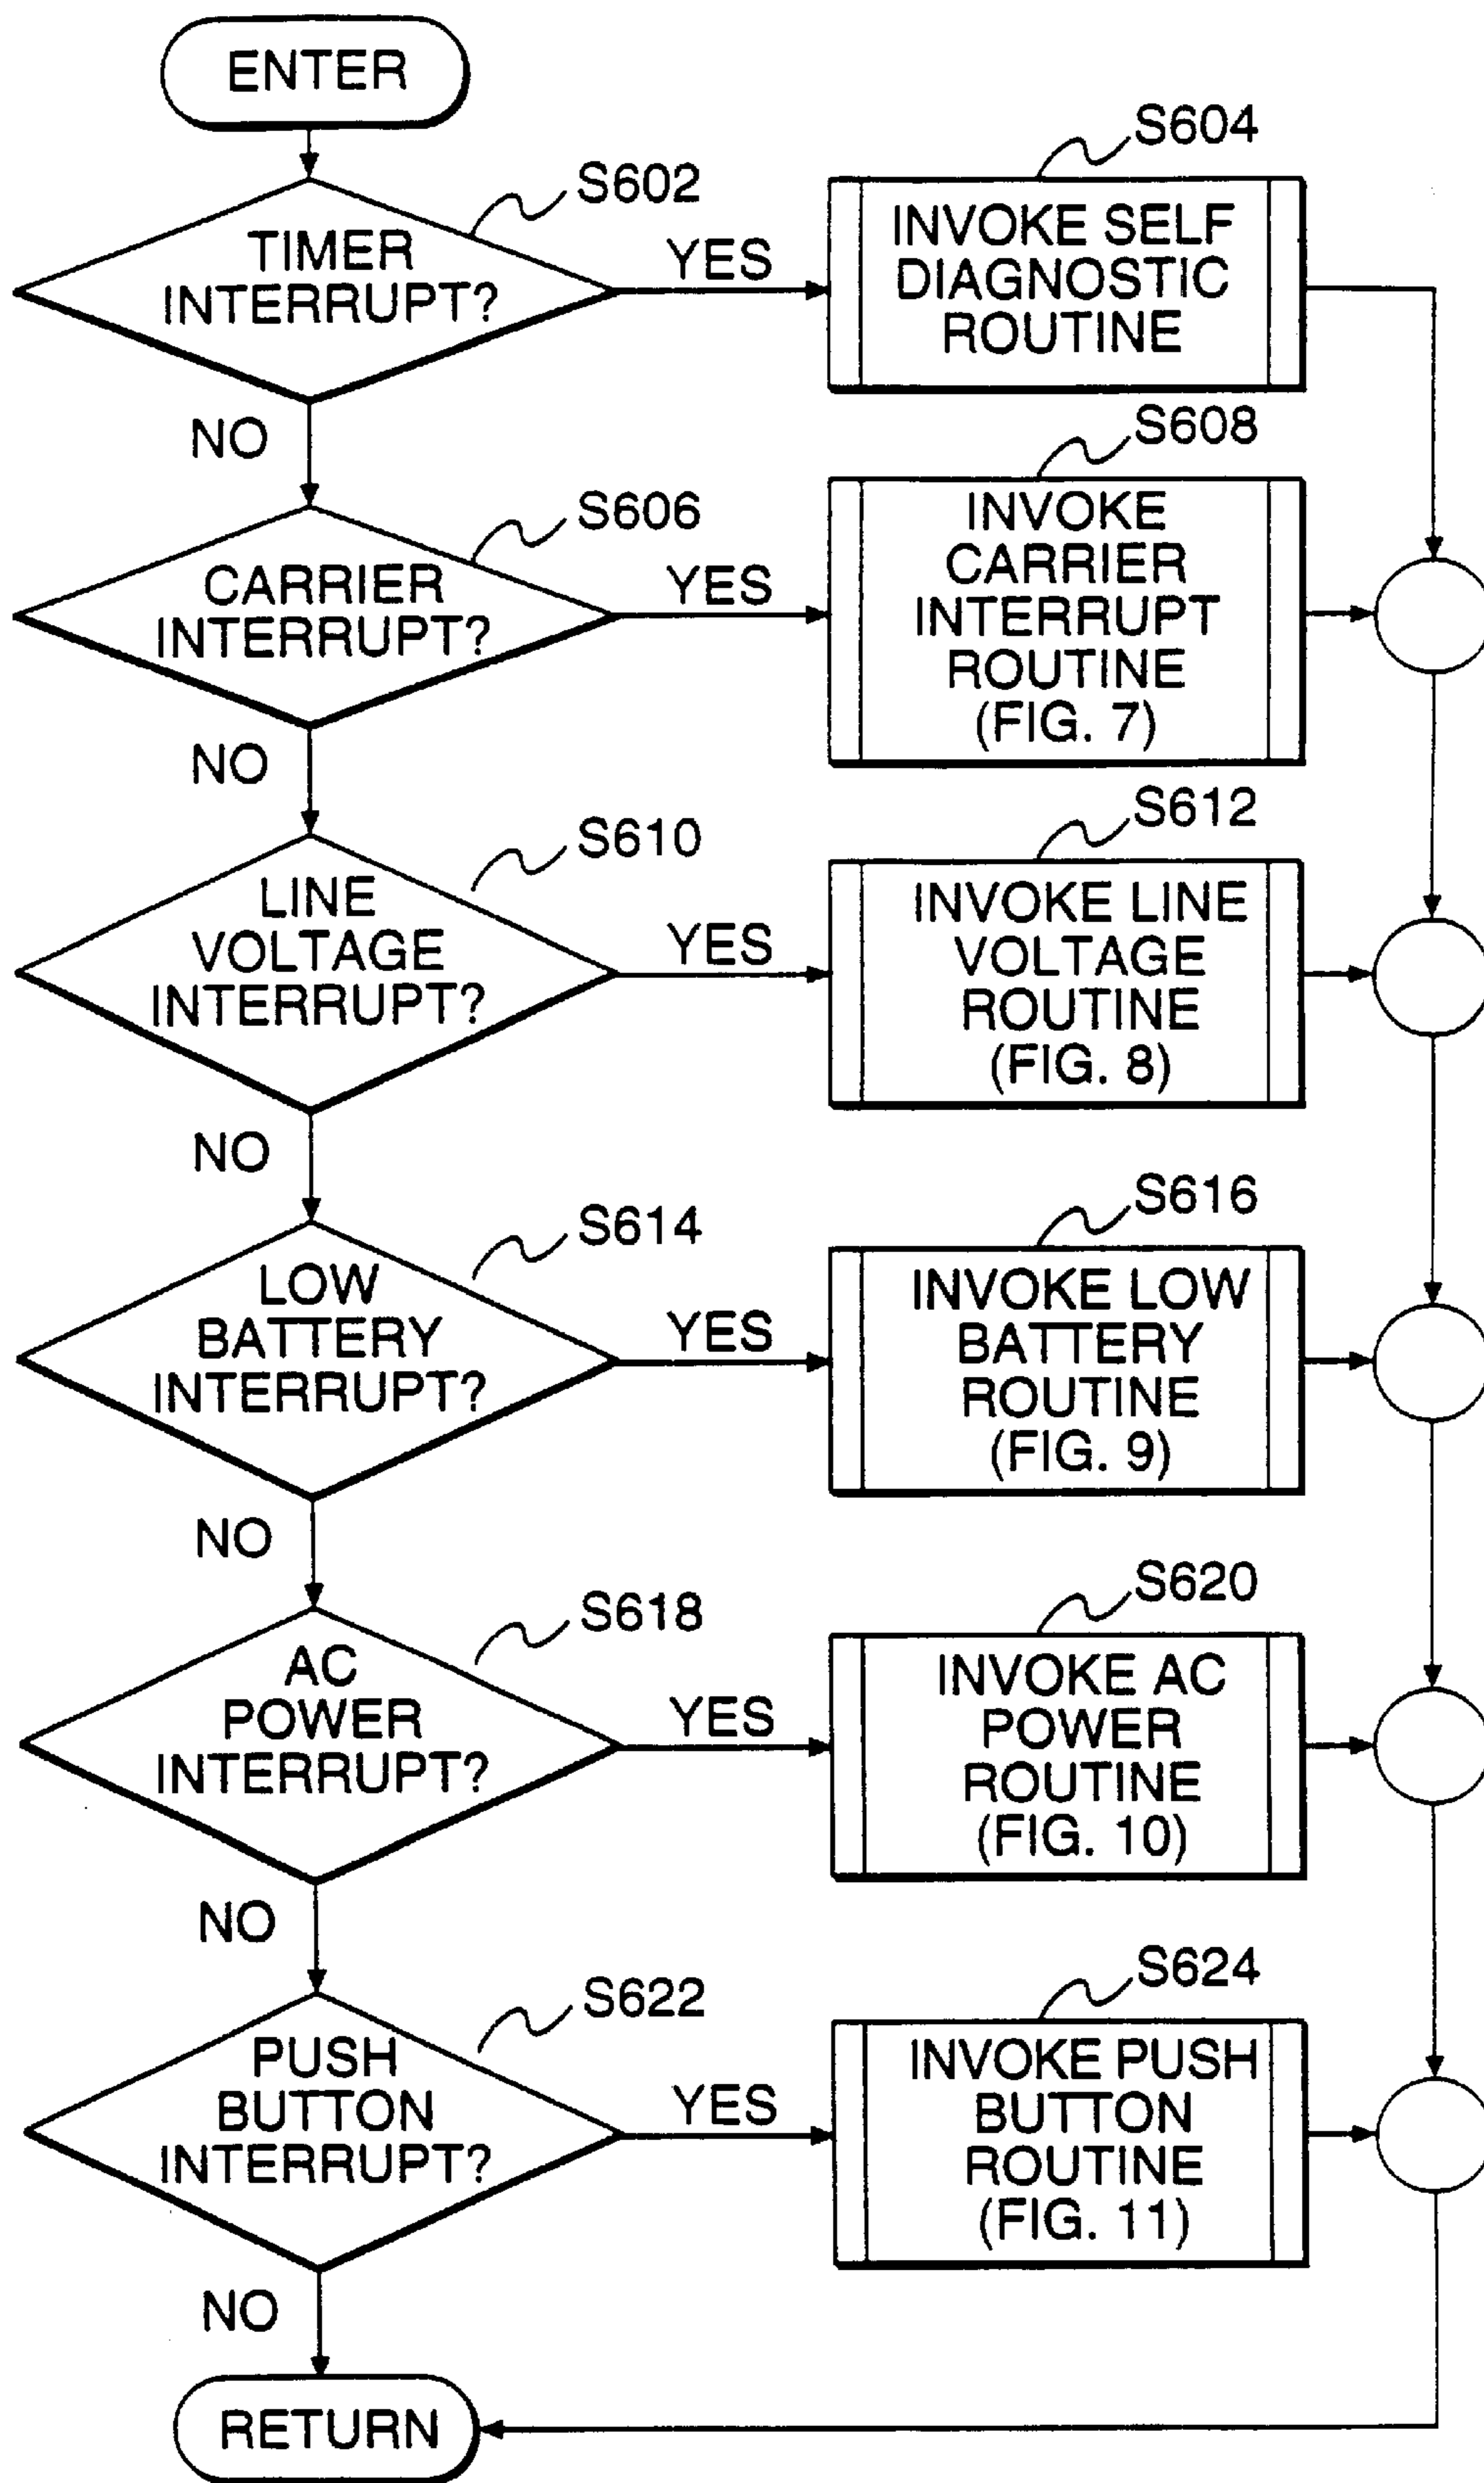 ENTER
S602
TIMER
INTERRUPT?
YES
S604
INVOKE SELF
DIAGNOSTIC
ROUTINE
NO
S606
CARRIER
INTERRUPT?
YES
S608
INVOKE
CARRIER
INTERRUPT
ROUTINE
(FIG. 7)
NO
S610
LINE
VOLTAGE
INTERRUPT?
YES
S612
INVOKE LINE
VOLTAGE
ROUTINE
(FIG. 8)
NO
S614
LOW
BATTERY
INTERRUPT?
YES
S616
INVOKE LOW
BATTERY
ROUTINE
(FIG. 9)
NO
S618
AC
POWER
INTERRUPT?
YES
S620
INVOKE AC
POWER
ROUTINE
(FIG. 10)
NO
S622
PUSH
BUTTON
INTERRUPT?
YES
S624
INVOKE PUSH
BUTTON
ROUTINE
(FIG. 11)
NO
RETURN